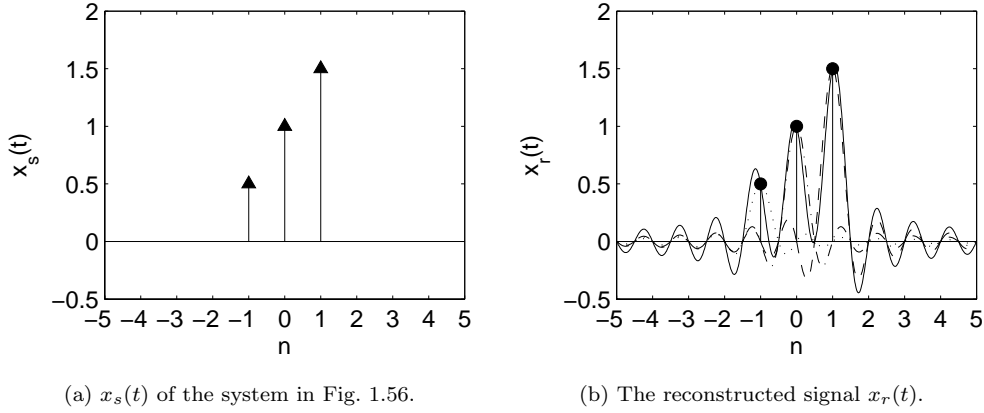 2
1.5
1
0.5
0
−0.5
−5 −4 −3 −2 −1 0 1 2 3 4 5
n
x_s(t)
2
1.5
1
0.5
0
−0.5
−5 −4 −3 −2 −1 0 1 2 3 4 5
n
x_r(t)
(a) x_s(t) of the system in Fig. 1.56.
(b) The reconstructed signal x_r(t).